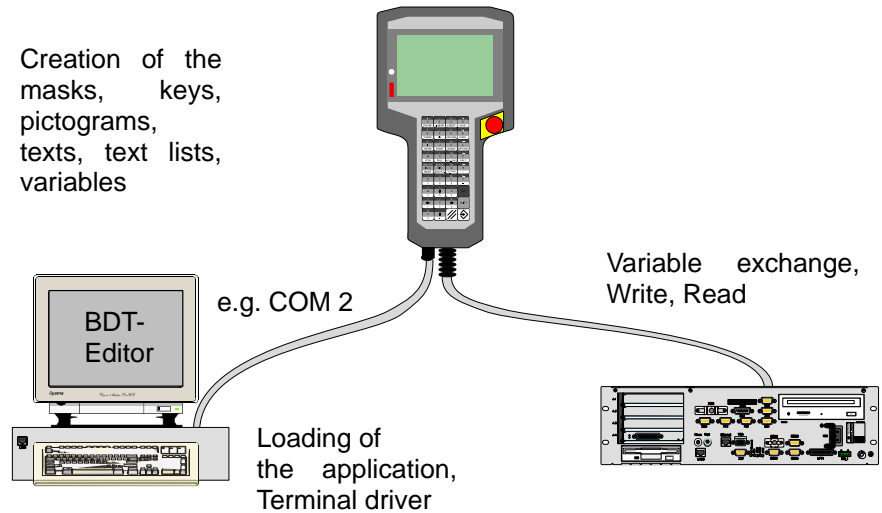 Creation of the
masks, keys,
pictograms,
texts, text lists,
variables
BDT-
Editor
e.g. COM 2
Variable exchange,
Write, Read
Loading of
the application,
Terminal driver